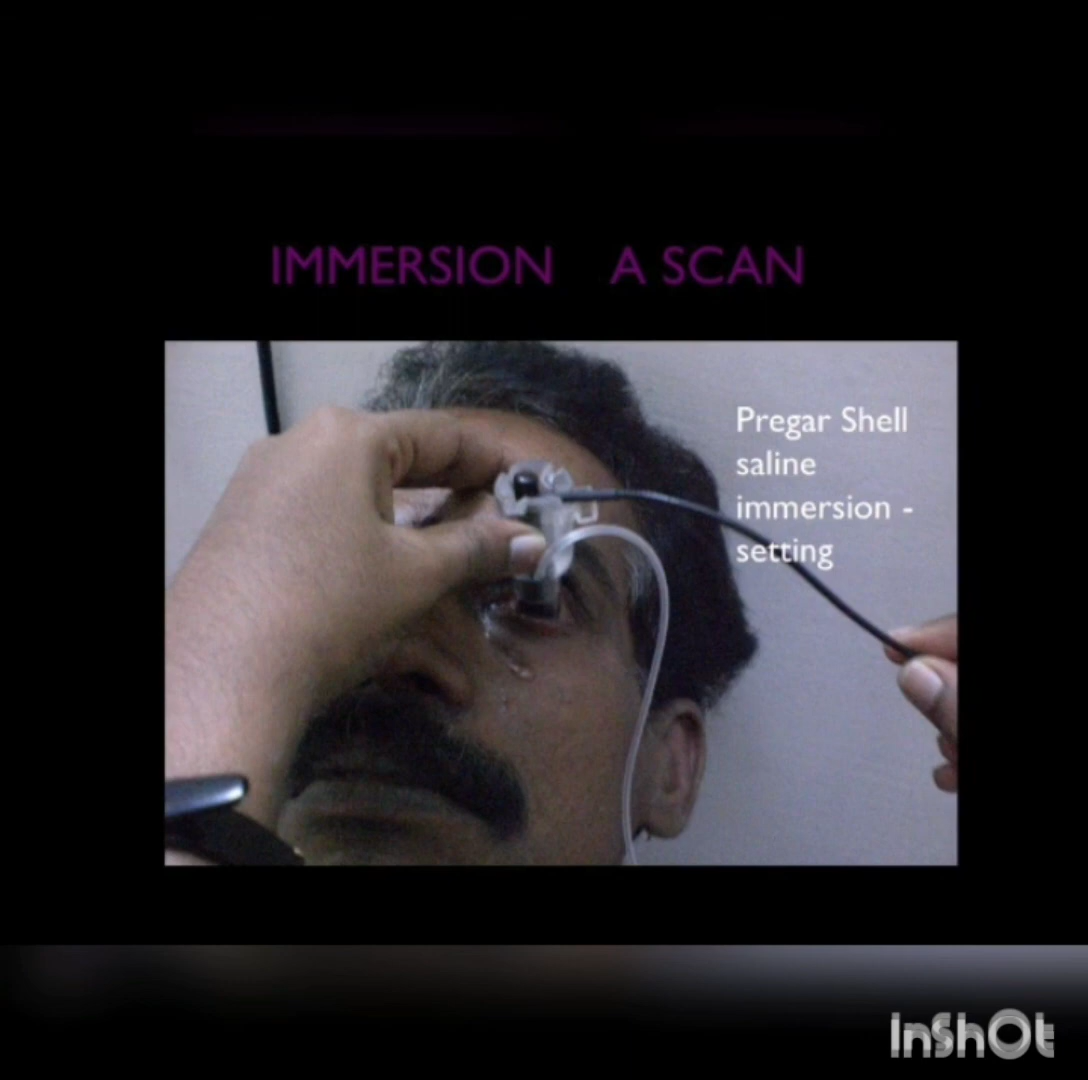 IMMERSION A SCAN
Pregar Shell
saline
immersion -
setting
InShOt